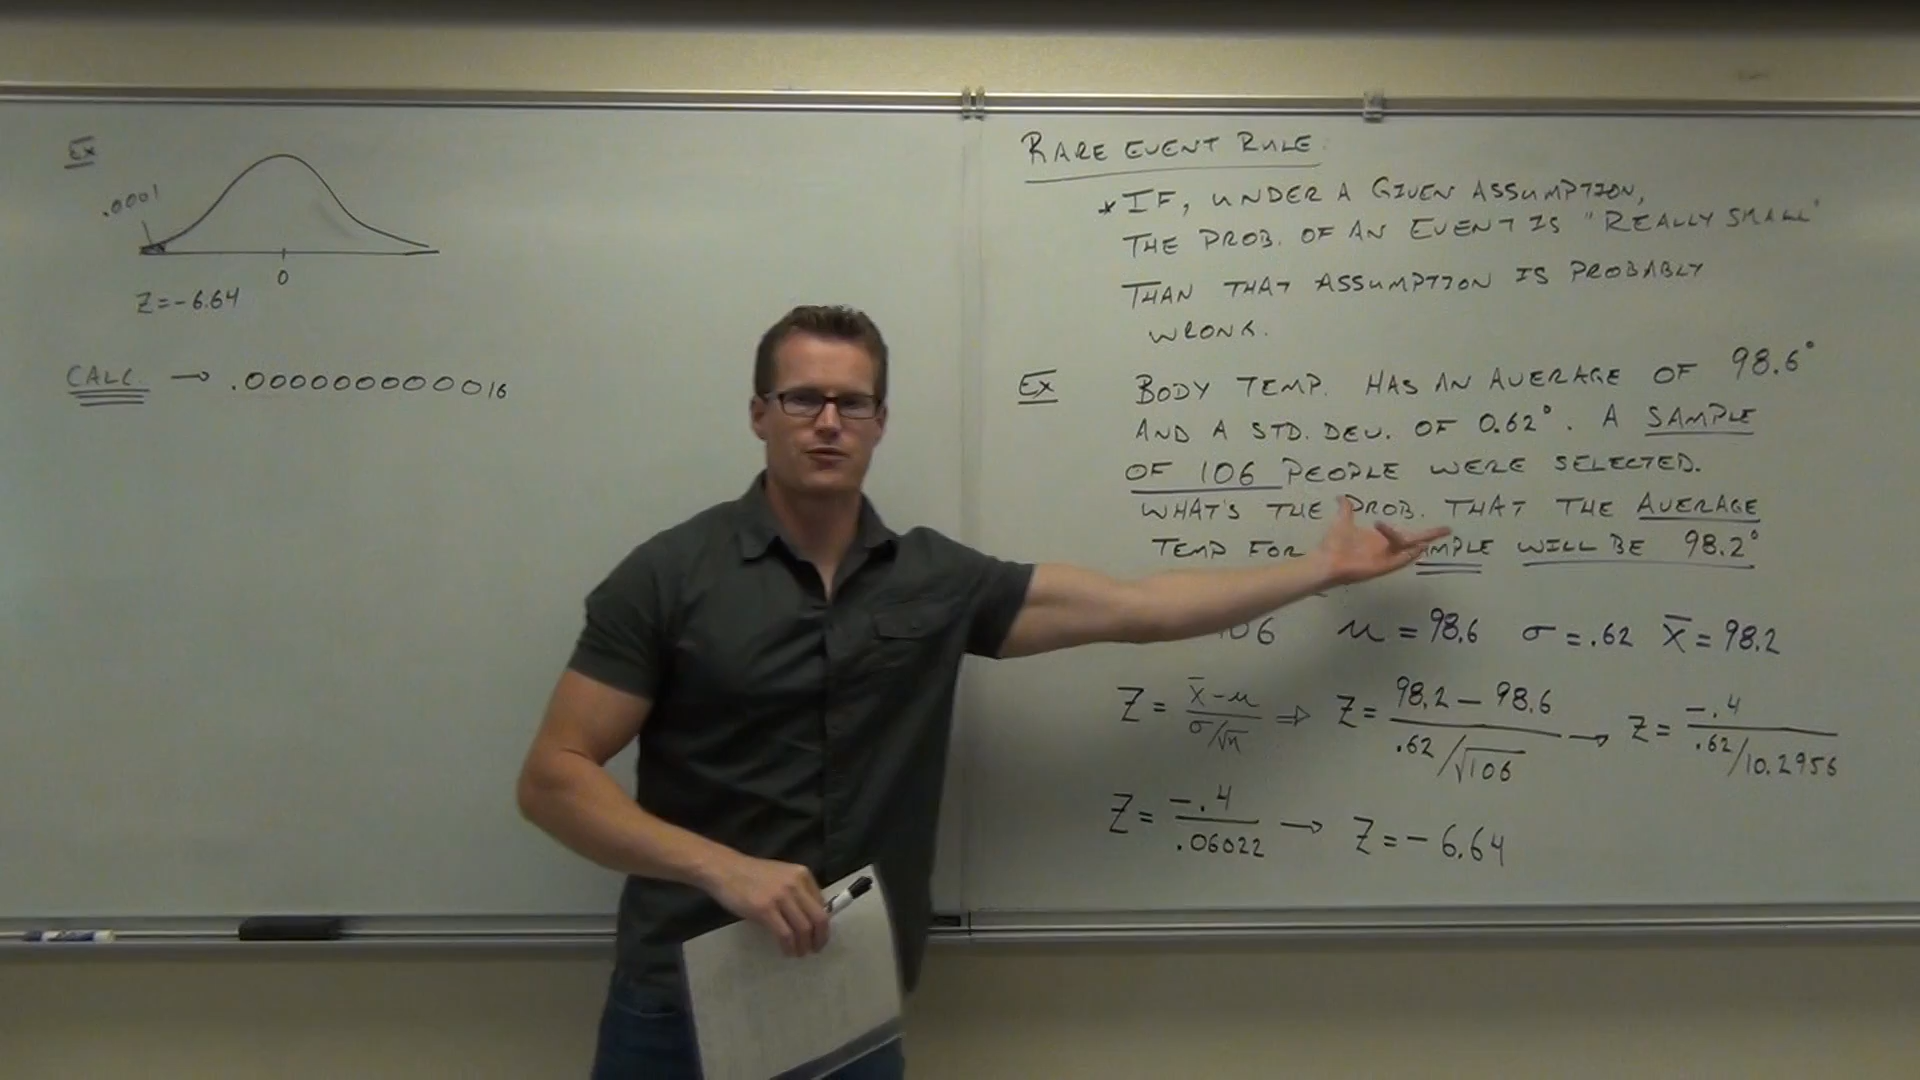 Ex
.0001
0
Z=-6.64
CALC. → .0000000000016
RARE EVENT RULE
*IF, UNDER A GIVEN ASSUMPTION,
THE PROB. OF AN EVENT IS "REALLY SMALL"
THAN THAT ASSUMPTION IS PROBABLY
WRONG.
Ex BODY TEMP. HAS AN AVERAGE OF 98.6°
AND A STD. DEV. OF 0.62°. A SAMPLE
OF 106 PEOPLE WERE SELECTED.
WHAT'S THE PROB. THAT THE AVERAGE
TEMP FOR WILL BE 98.2°
μ = 98.6 σ = .62 x̄ = 98.2
Z = x̄-μ / σ/√n ⇒ Z = 98.2 - 98.6 / .62/√106 → Z = -.4 / .62/10.2956
Z = -.4 / .06022 → Z = -6.64